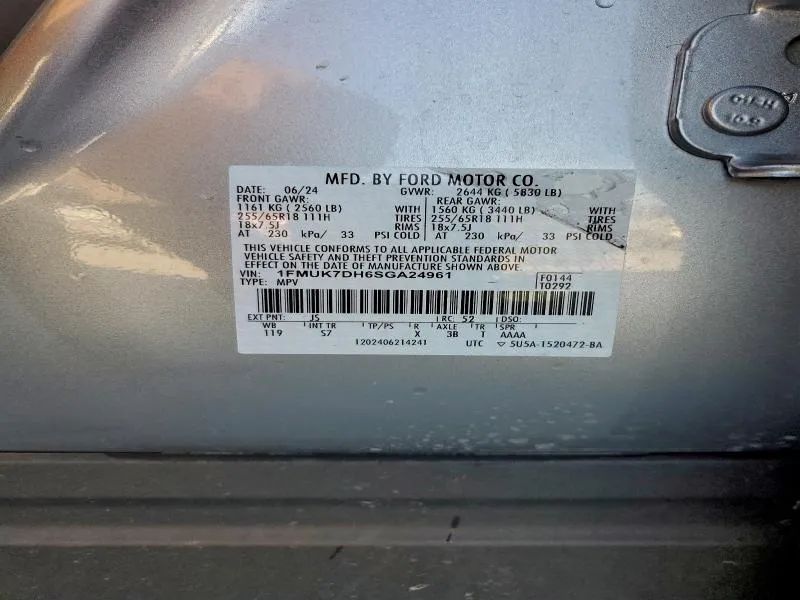 MFD. BY FORD MOTOR CO.
DATE: 06/24 GVWR: 2644 KG ( 5830 LB)
FRONT GAWR: REAR GAWR:
1161 KG ( 2560 LB) WITH 1560 KG ( 3440 LB) WITH
255/65R18 111H TIRES 255/65R18 111H TIRES
18x7.5J RIMS 18x7.5J RIMS
AT 230 kPa/ 33 PSI COLD AT 230 kPa/ 33 PSI COLD
THIS VEHICLE CONFORMS TO ALL APPLICABLE FEDERAL MOTOR
VEHICLE SAFETY AND THEFT PREVENTION STANDARDS IN
EFFECT ON THE DATE OF MANUFACTURE SHOWN ABOVE.
VIN: 1FMUK7DH6SGA24961 F0144
TYPE: MPV T0292
EXT PNT: JS RC: 52 DSO:
WB INT TR TP/PS R AXLE TR SPR
119 S7 X 3B T AAAA
1202406214241 UTC ▽ 5U5A-1520472-BA